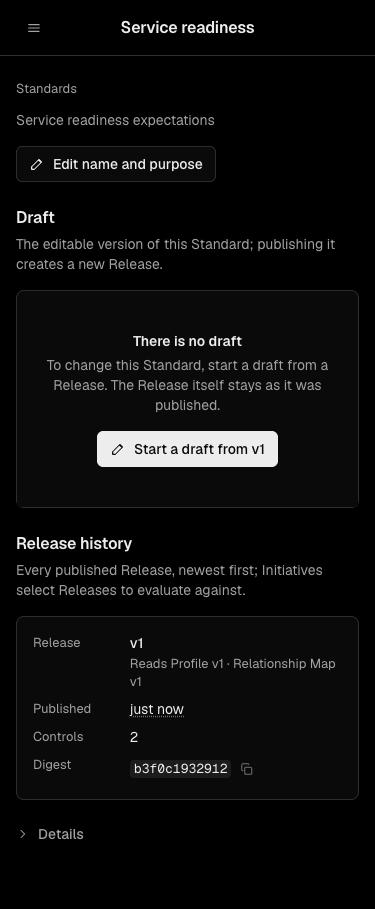 Service readiness
Standards
Service readiness expectations
Edit name and purpose
Draft
The editable version of this Standard; publishing it
creates a new Release.
There is no draft
To change this Standard, start a draft from a
Release. The Release itself stays as it was
published.
Start a draft from v1
Release history
Every published Release, newest first; Initiatives
select Releases to evaluate against.
Release v1
Reads Profile v1 · Relationship Map
v1
Published just now
Controls 2
Digest b3f0c1932912
Details